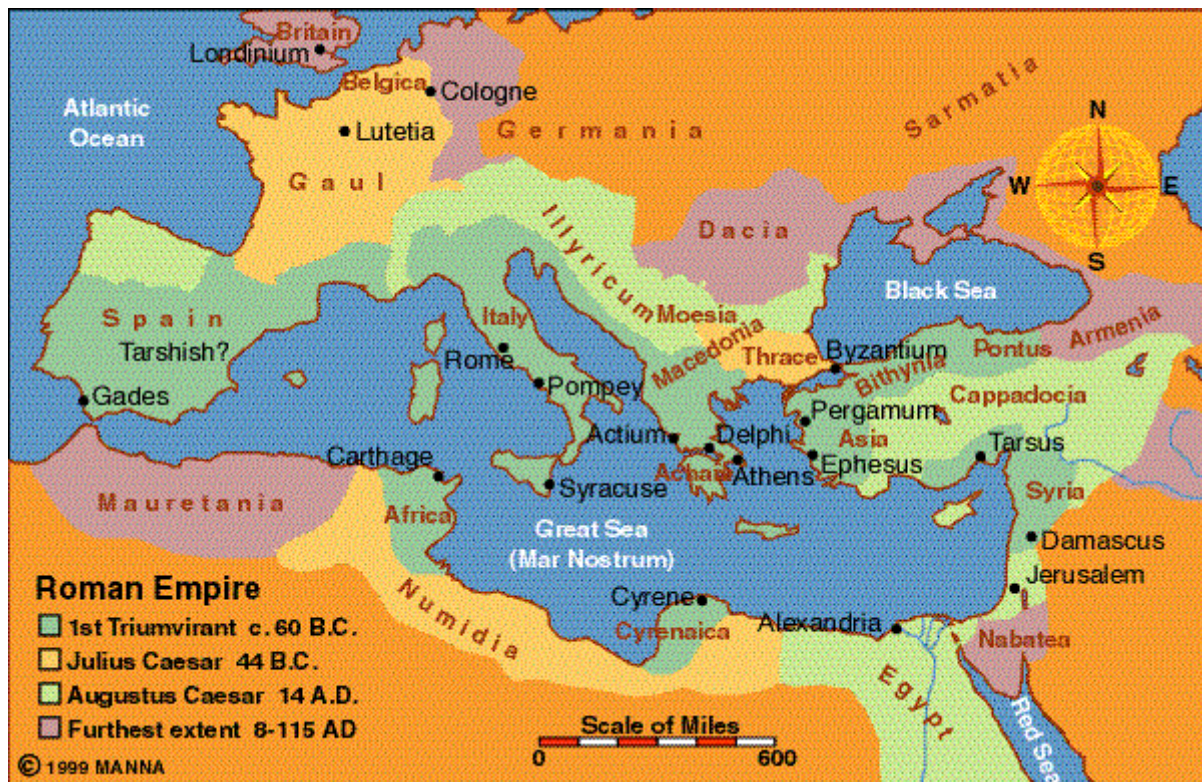 Britain
Londinium
Belgica
Cologne
Atlantic
Ocean
Lutetia
Germania
Sarmatia
N
W
E
S
Gaul
Illyricum
Dacia
Black Sea
Spain
Tarshish?
Italy
Rome
Moesia
Macedonia
Thrace
Byzantium
Bithynia
Pontus
Armenia
Gades
Pompey
Pergamum
Cappadocia
Actium
Delphi
Asia
Tarsus
Carthage
Achaia
Athens
Ephesus
Mauretania
Syracuse
Syria
Africa
Great Sea
(Mar Nostrum)
Damascus
Jerusalem
Numidia
Cyrene
Cyrenaica
Alexandria
Nabatea
Egypt
Red Sea
Roman Empire
1st Triumvirant c. 60 B.C.
Julius Caesar 44 B.C.
Augustus Caesar 14 A.D.
Furthest extent 8-115 AD
Scale of Miles
0 600
© 1999 MANNA